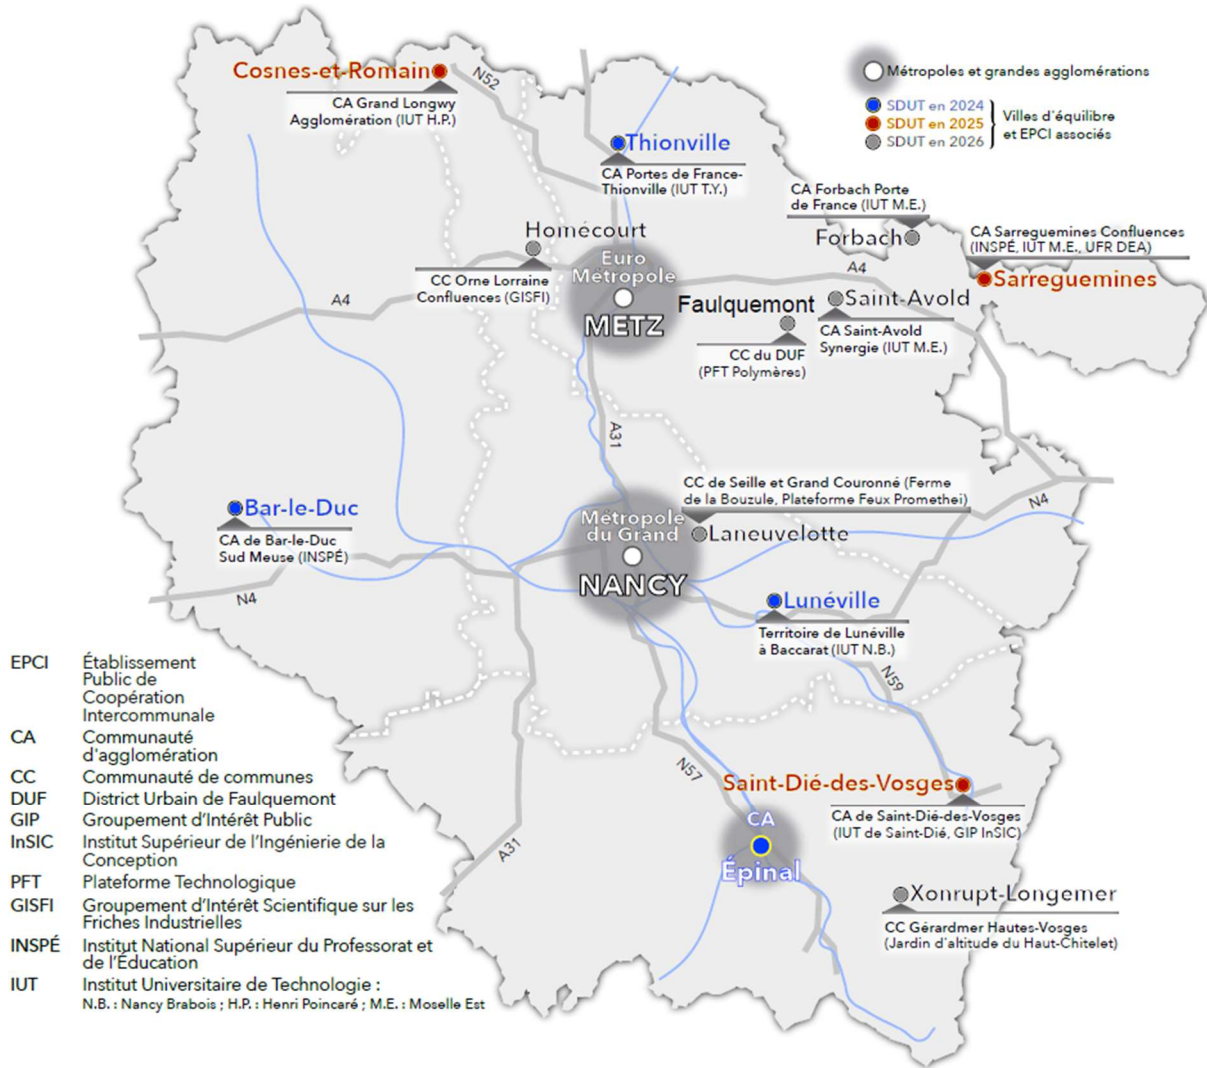 Cosnes-et-Romain
N52
CA Grand Longwy
Agglomération (IUT H.P.)
Métropoles et grandes agglomérations
SDUT en 2024
SDUT en 2025
SDUT en 2026
Villes d'équilibre
et EPCI associés
Thionville
CA Portes de France-
Thionville (IUT T.Y.)
CA Forbach Porte
de France (IUT M.E.)
Forbach
CA Sarreguemines Confluences
(INSPÉ, IUT M.E., UFR DEA)
Sarreguemines
Homécourt
CC Orne Lorraine
Confluences (GISFI)
Euro
Métropole
METZ
A4
A4
Faulquemont
CC du DUF
(PFT Polymères)
Saint-Avold
CA Saint-Avold
Synergie (IUT M.E.)
A31
CC de Seille et Grand Couronné (Ferme
de la Bouzule, Plateforme Feux Promethei)
Laneuvelotte
N4
Bar-le-Duc
CA de Bar-le-Duc
Sud Meuse (INSPÉ)
N4
Métropole
du Grand
NANCY
Lunéville
Territoire de Lunéville
à Baccarat (IUT N.B.)
N59
N57
Saint-Dié-des-Vosges
CA de Saint-Dié-des-Vosges
(IUT de Saint-Dié, GIP InSIC)
CA
Épinal
A31
Xonrupt-Longemer
CC Gérardmer Hautes-Vosges
(Jardin d'altitude du Haut-Chitelet)
EPCI Établissement
Public de
Coopération
Intercommunale
CA Communauté
d'agglomération
CC Communauté de communes
DUF District Urbain de Faulquemont
GIP Groupement d'Intérêt Public
InSIC Institut Supérieur de l'Ingénierie de la
Conception
PFT Plateforme Technologique
GISFI Groupement d'Intérêt Scientifique sur les
Friches Industrielles
INSPÉ Institut National Supérieur du Professorat et
de l'Éducation
IUT Institut Universitaire de Technologie :
N.B. : Nancy Brabois ; H.P. : Henri Poincaré ; M.E. : Moselle Est